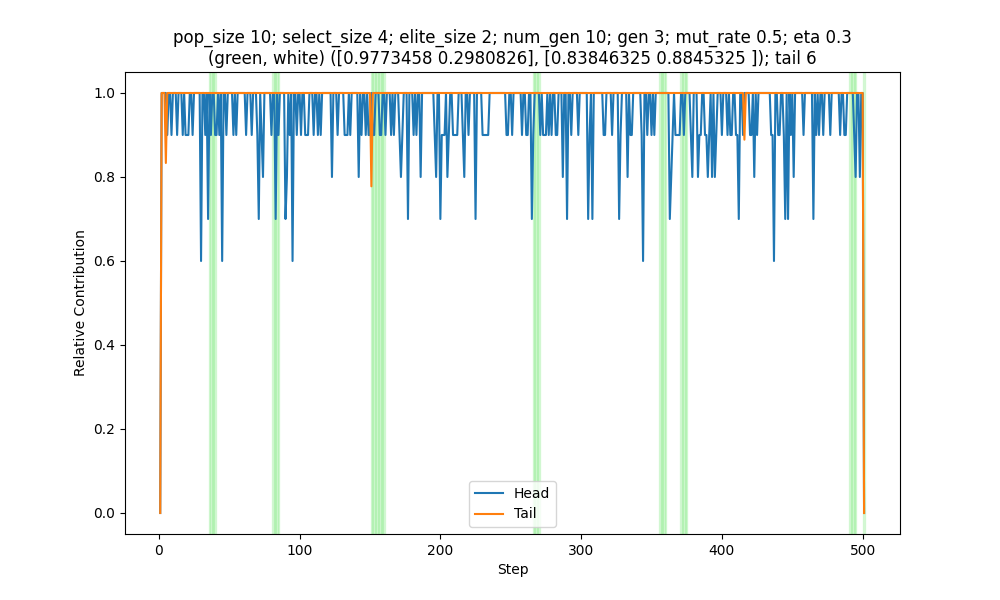 pop_size 10; select_size 4; elite_size 2; num_gen 10; gen 3; mut_rate 0.5; eta 0.3
(green, white) ([0.9773458 0.2980826], [0.83846325 0.8845325 ]); tail 6
1.0
0.8
0.6
0.4
0.2
0.0
Relative Contribution
Head
Tail
0 100 200 300 400 500
Step